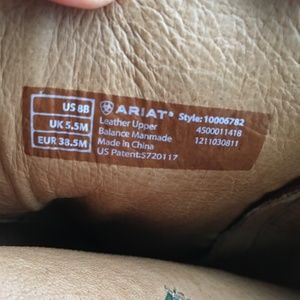 US 8B
UK 5.5M
EUR 38.5M
ARIAT® Style: 10006782
Leather Upper 4500011418
Balance Manmade 1211030811
Made in China
US Patent: 5720117